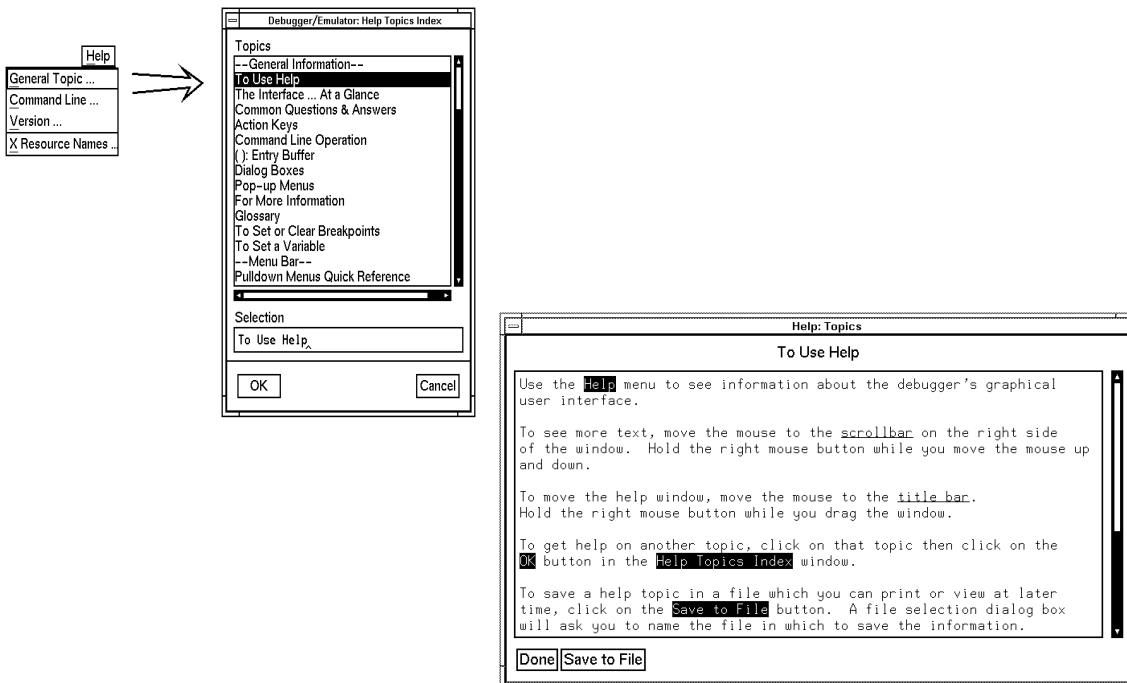 Help
General Topic ...
Command Line ...
Version ...
X Resource Names ..
Debugger/Emulator: Help Topics Index
Topics
--General Information--
To Use Help
The Interface ... At a Glance
Common Questions & Answers
Action Keys
Command Line Operation
( ): Entry Buffer
Dialog Boxes
Pop-up Menus
For More Information
Glossary
To Set or Clear Breakpoints
To Set a Variable
--Menu Bar--
Pulldown Menus Quick Reference
Selection
To Use Help
OK
Cancel
Help: Topics
To Use Help
Use the Help menu to see information about the debugger's graphical
user interface.
To see more text, move the mouse to the scrollbar on the right side
of the window.  Hold the right mouse button while you move the mouse up
and down.
To move the help window, move the mouse to the title bar.
Hold the right mouse button while you drag the window.
To get help on another topic, click on that topic then click on the
OK button in the Help Topics Index window.
To save a help topic in a file which you can print or view at later
time, click on the Save to File button.  A file selection dialog box
will ask you to name the file in which to save the information.
Done
Save to File